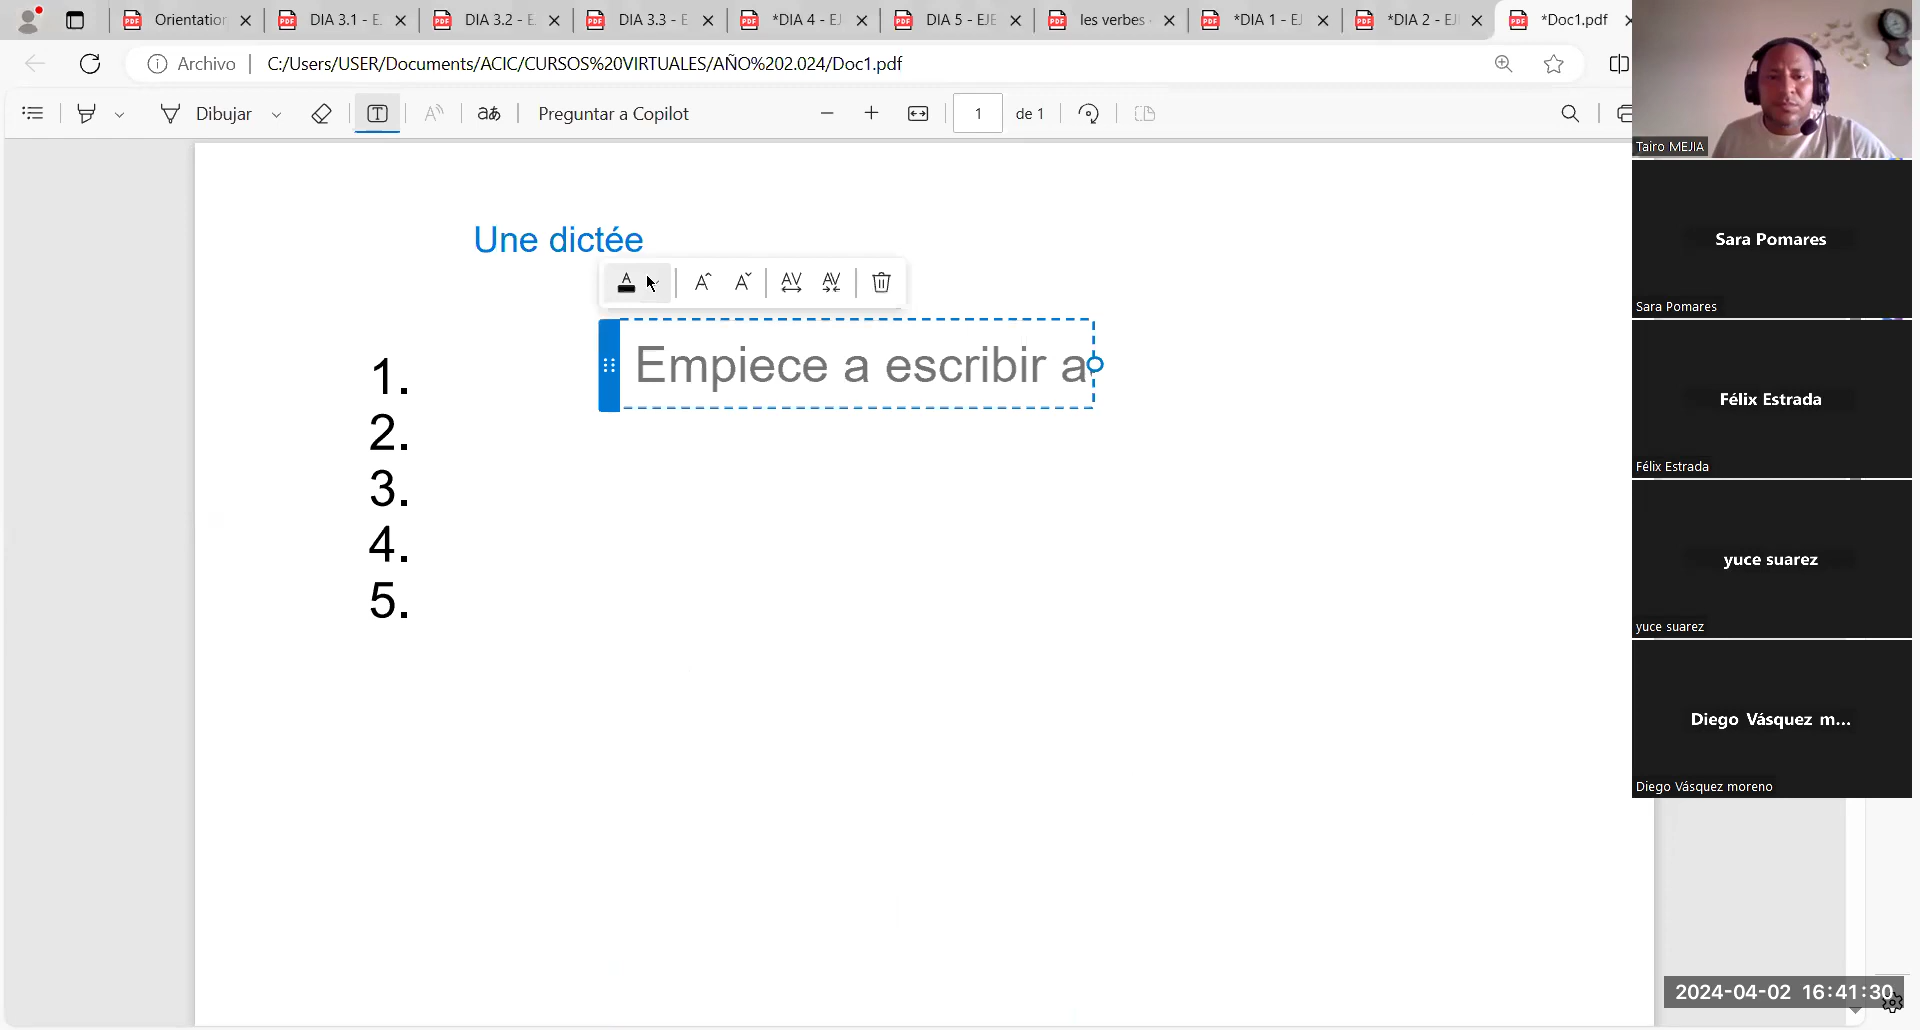 Orientation
DIA 3.1 - E
DIA 3.2 - E
DIA 3.3 - E
*DIA 4 - EJ
DIA 5 - EJE
les verbes
*DIA 1 - EJ
*DIA 2 - EJ
*Doc1.pdf
Archivo
C:/Users/USER/Documents/ACIC/CURSOS%20VIRTUALES/AÑO%202.024/Doc1.pdf
Dibujar
Preguntar a Copilot
1
de 1
Une dictée
Empiece a escribir a
1.
2.
3.
4.
5.
Tairo MEJIA
Sara Pomares
Sara Pomares
Félix Estrada
Félix Estrada
yuce suarez
yuce suarez
Diego Vásquez m...
Diego Vásquez moreno
2024-04-02 16:41:30